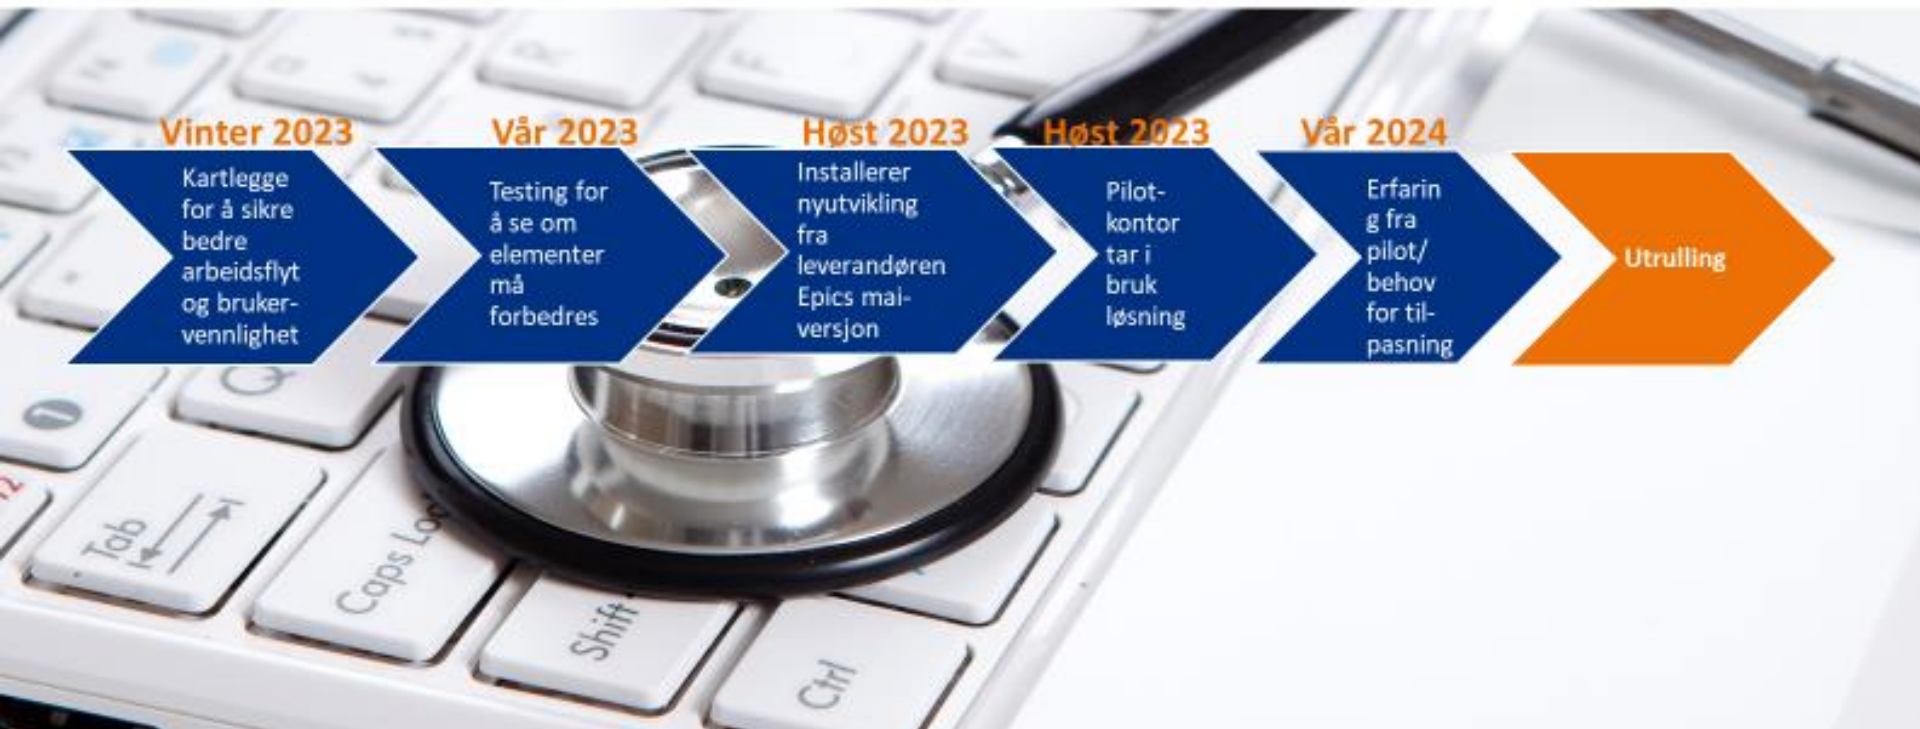 Vinter 2023
Kartlegge
for å sikre
bedre
arbeidsflyt
og bruker-
vennlighet
Vår 2023
Testing for
å se om
elementer
må
forbedres
Høst 2023
Installerer
nyutvikling
fra
leverandøren
Epics mai-
versjon
Høst 2023
Pilot-
kontor
tar i
bruk
løsning
Vår 2024
Erfarin
g fra
pilot/
behov
for til-
pasning
Utrulling
Q
Tab
Caps Loc
Shift
Ctrl